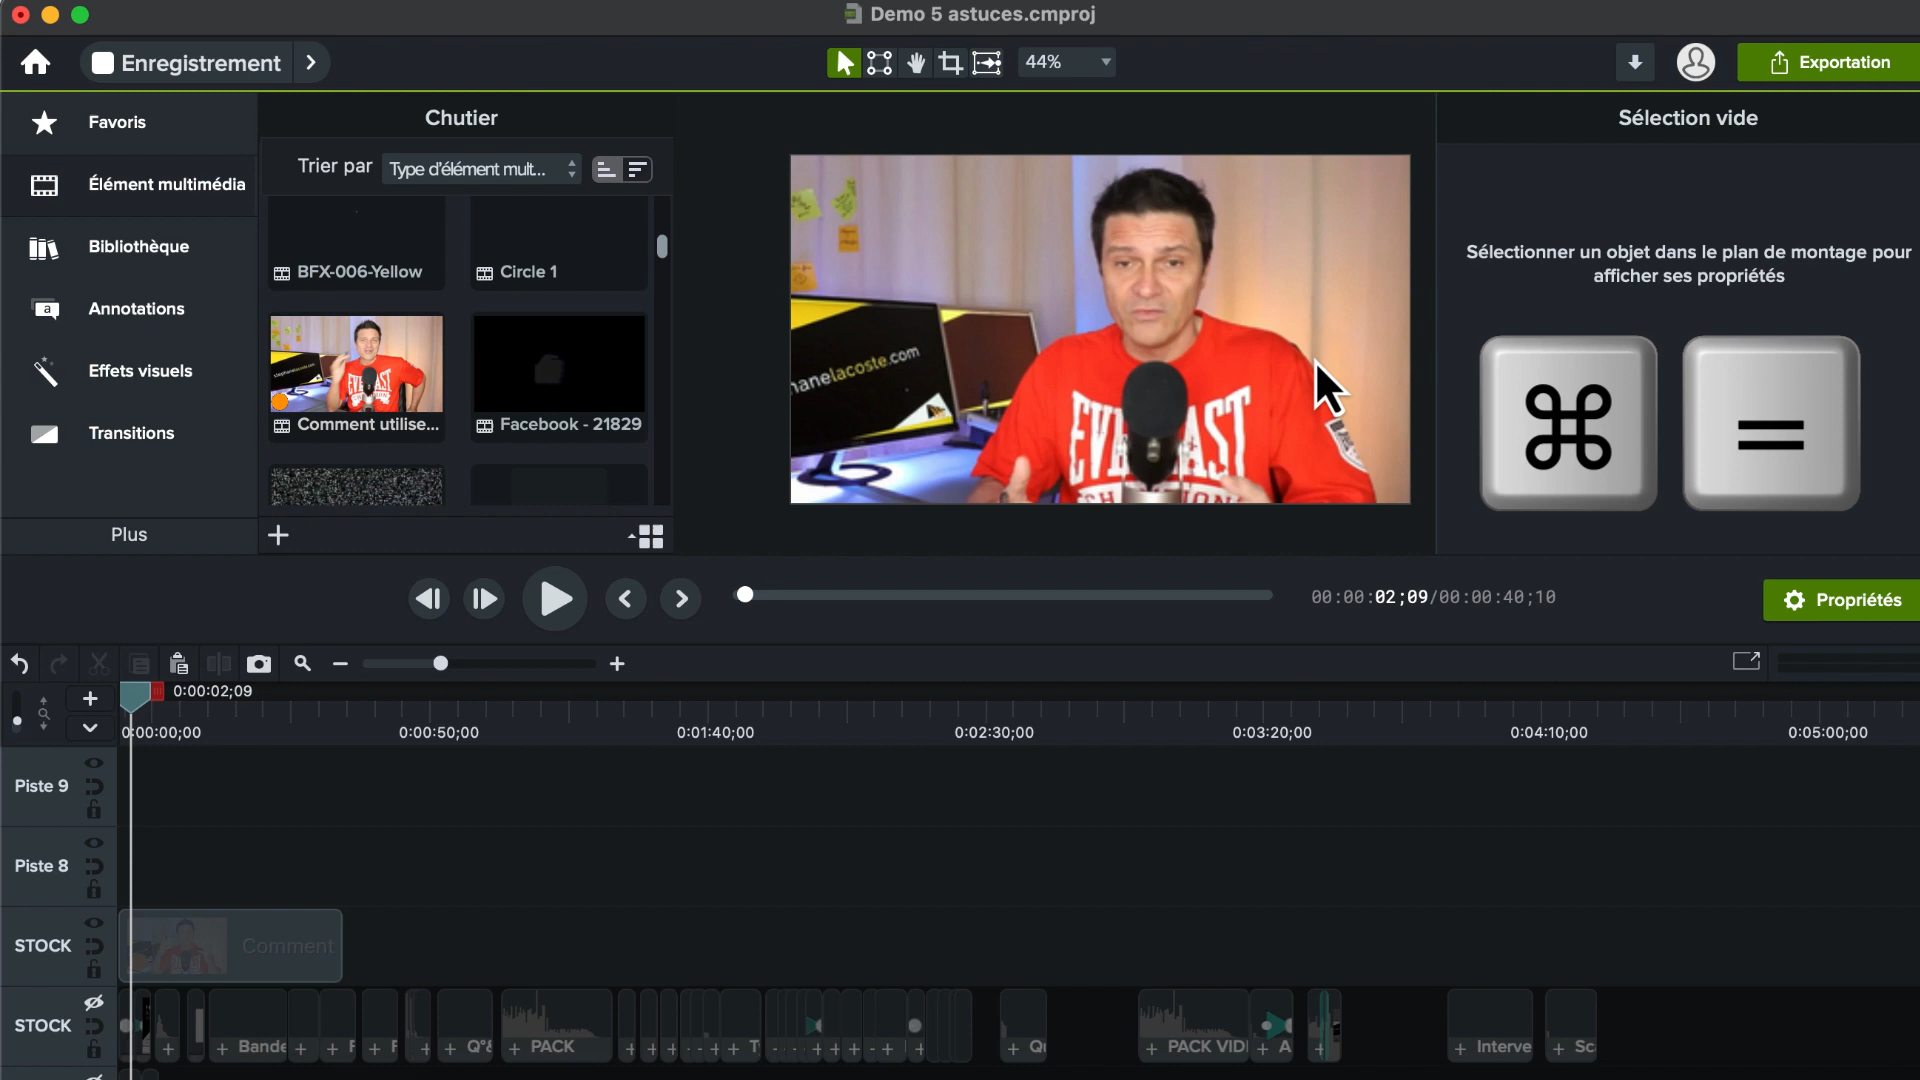 Demo 5 astuces.cmproj
Enregistrement
44%
Exportation
Favoris
Élément multimédia
Bibliothèque
Annotations
Effets visuels
Transitions
Plus
Chutier
Trier par
Type d'élément mult...
BFX-006-Yellow
Circle 1
Comment utilise...
Facebook - 21829
hanelacoste.com
EVERLAST
Sélection vide
Sélectionner un objet dans le plan de montage pour
afficher ses propriétés
⌘
=
00:00:02;09/00:00:40;10
Propriétés
0:00:02;09
0:00:00;00
0:00:50;00
0:01:40;00
0:02:30;00
0:03:20;00
0:04:10;00
0:05:00;00
Piste 9
Piste 8
STOCK
Comment
STOCK
+ Bande
+ PACK
+ PACK VIDI
+ A
+ Interve
+ Sc